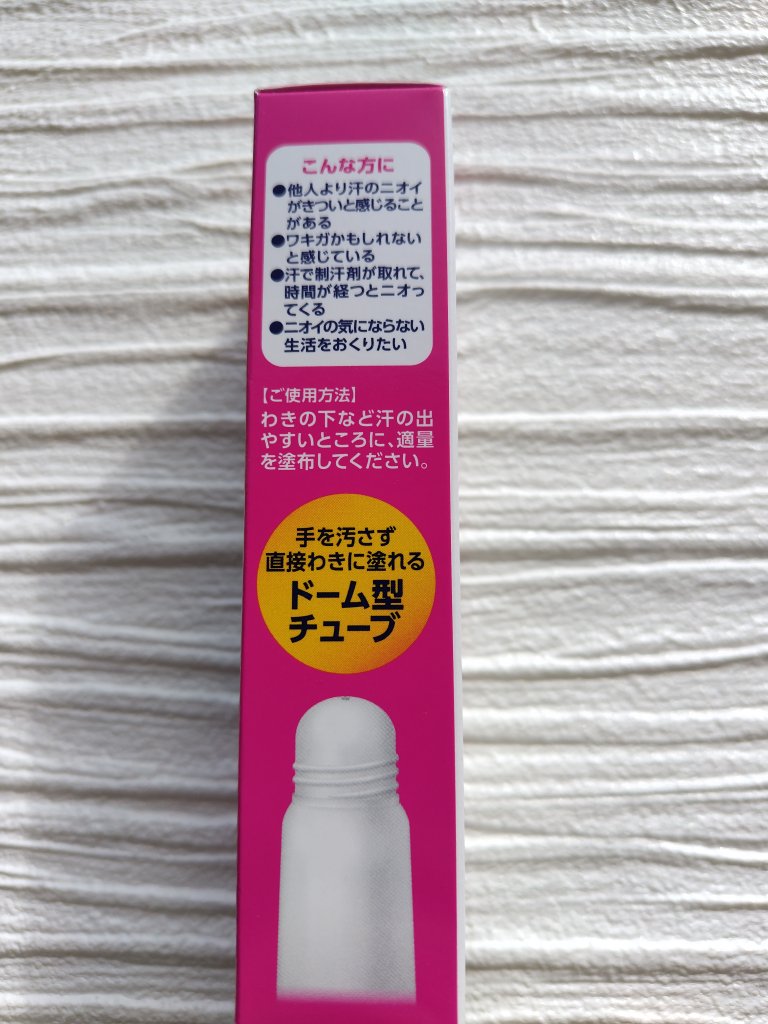 こんな方に
●他人より汗のニオイ
がきついと感じること
がある
●ワキガかもしれない
と感じている
●汗で制汗剤が取れて、
時間が経つとニオっ
てくる
●ニオイの気にならない
生活をおくりたい
【ご使用方法】
わきの下など汗の出
やすいところに、適量
を塗布してください。
手を汚さず
直接わきに塗れる
ドーム型
チューブ